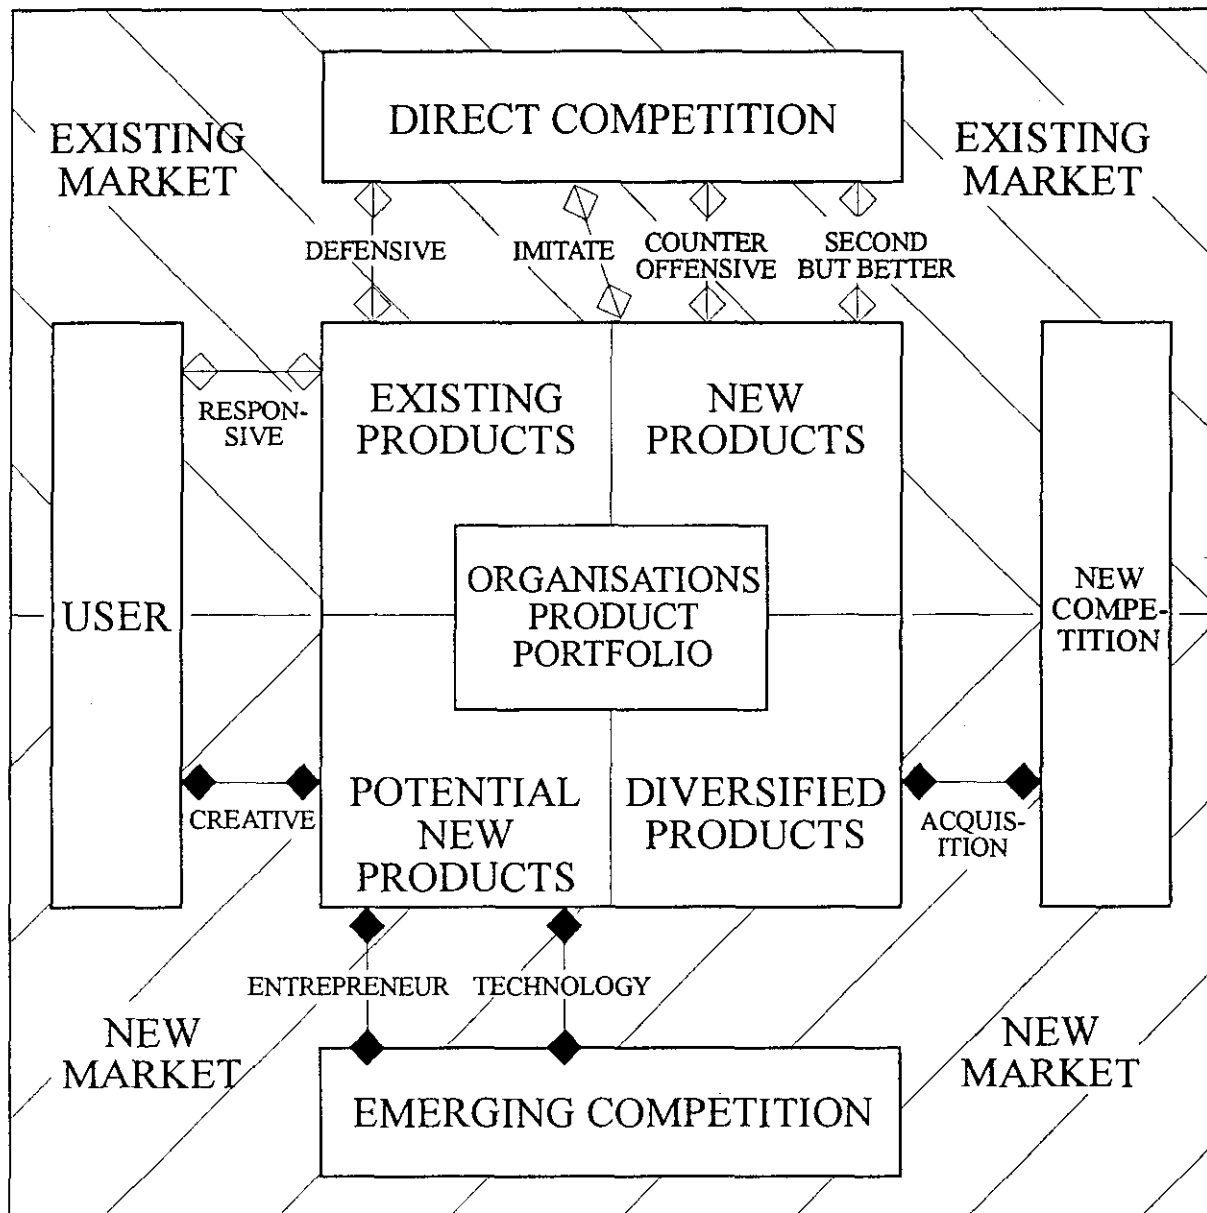 DIRECT COMPETITION
EXISTING
MARKET
EXISTING
MARKET
DEFENSIVE
IMITATE
COUNTER
OFFENSIVE
SECOND
BUT BETTER
RESPON-
SIVE
EXISTING
PRODUCTS
NEW
PRODUCTS
USER
ORGANISATIONS
PRODUCT
PORTFOLIO
NEW
COMPE-
TITION
CREATIVE
POTENTIAL
NEW
PRODUCTS
DIVERSIFIED
PRODUCTS
ACQUIS-
ITION
ENTREPRENEUR
TECHNOLOGY
NEW
MARKET
NEW
MARKET
EMERGING COMPETITION